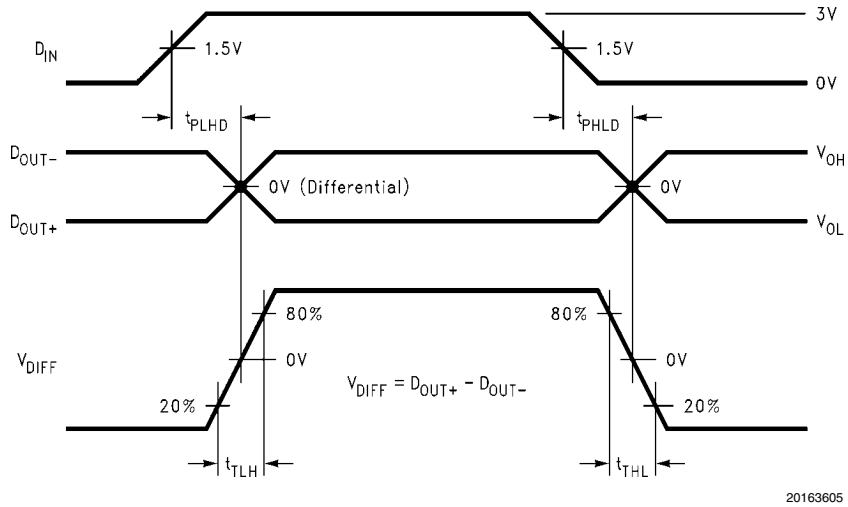 3V
D_IN
1.5V
1.5V
0V
t_PLHD
t_PHLD
D_OUT-
V_OH
0V (Differential)
0V
D_OUT+
V_OL
80%
80%
V_DIFF
0V
0V
V_DIFF = D_OUT+ - D_OUT-
20%
20%
t_TLH
t_THL
20163605